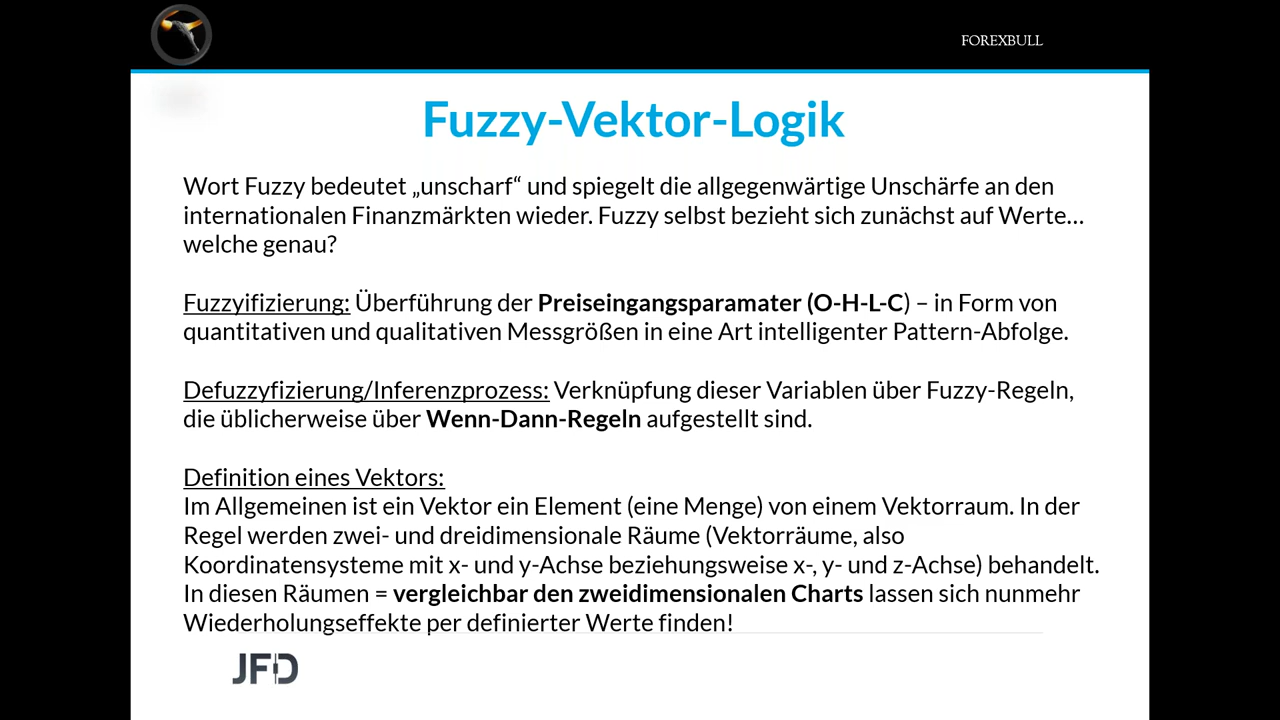 FOREXBULL
Fuzzy-Vektor-Logik
Wort Fuzzy bedeutet „unscharf“ und spiegelt die allgegenwärtige Unschärfe an den
internationalen Finanzmärkten wieder. Fuzzy selbst bezieht sich zunächst auf Werte…
welche genau?
Fuzzyifizierung: Überführung der Preiseingangsparamater (O-H-L-C) – in Form von
quantitativen und qualitativen Messgrößen in eine Art intelligenter Pattern-Abfolge.
Defuzzyfizierung/Inferenzprozess: Verknüpfung dieser Variablen über Fuzzy-Regeln,
die üblicherweise über Wenn-Dann-Regeln aufgestellt sind.
Definition eines Vektors:
Im Allgemeinen ist ein Vektor ein Element (eine Menge) von einem Vektorraum. In der
Regel werden zwei- und dreidimensionale Räume (Vektorräume, also
Koordinatensysteme mit x- und y-Achse beziehungsweise x-, y- und z-Achse) behandelt.
In diesen Räumen = vergleichbar den zweidimensionalen Charts lassen sich nunmehr
Wiederholungseffekte per definierter Werte finden!
JFD